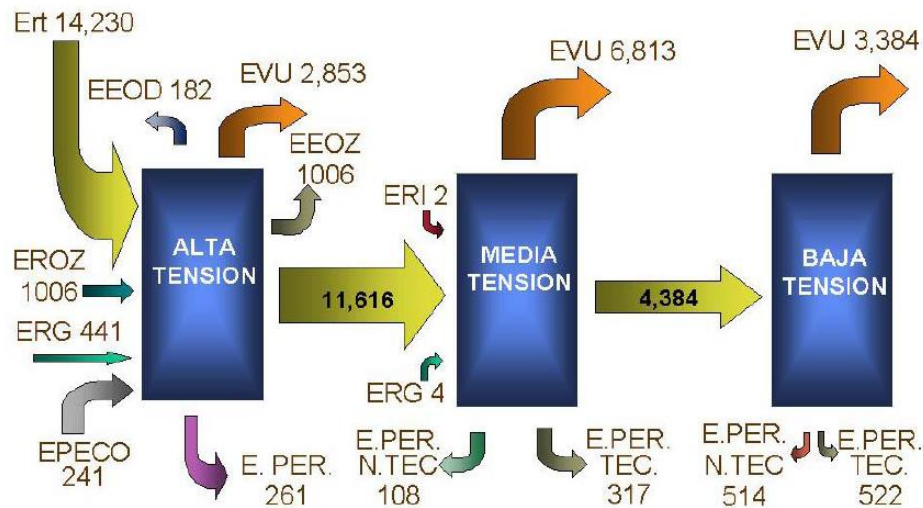 Ert 14,230
EEOD 182
EVU 2,853
EEOZ
1006
EVU 6,813
EVU 3,384
ERI 2
ALTA
TENSION
MEDIA
TENSION
BAJA
TENSION
EROZ
1006
11,616
4,384
ERG 441
ERG 4
EPECO
241
E. PER.
261
E.PER.
N.TEC
108
E.PER.
TEC.
317
E.PER.
N.TEC
514
E.PER.
TEC.
522